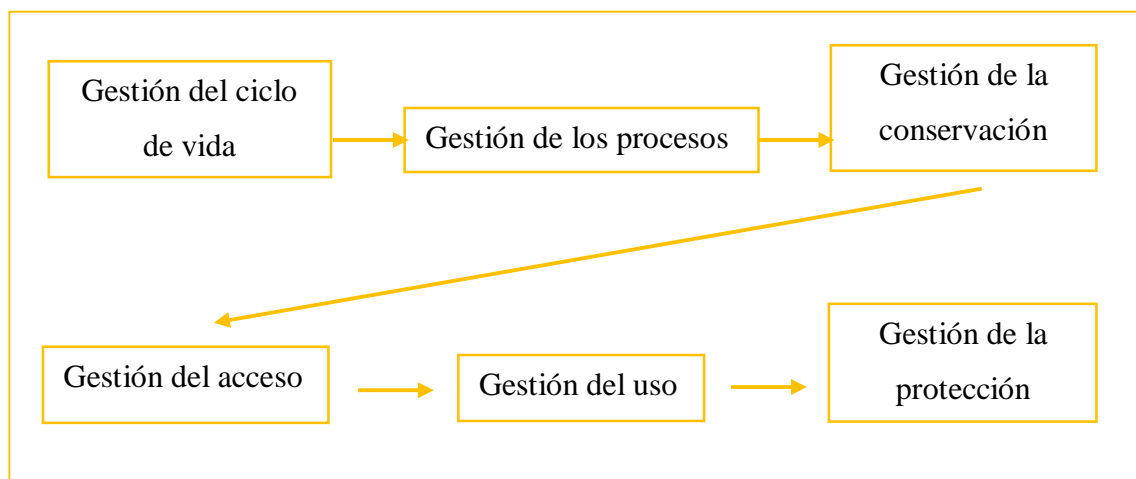 Gestión del ciclo
de vida
Gestión de los procesos
Gestión de la
conservación
Gestión del acceso
Gestión del uso
Gestión de la
protección